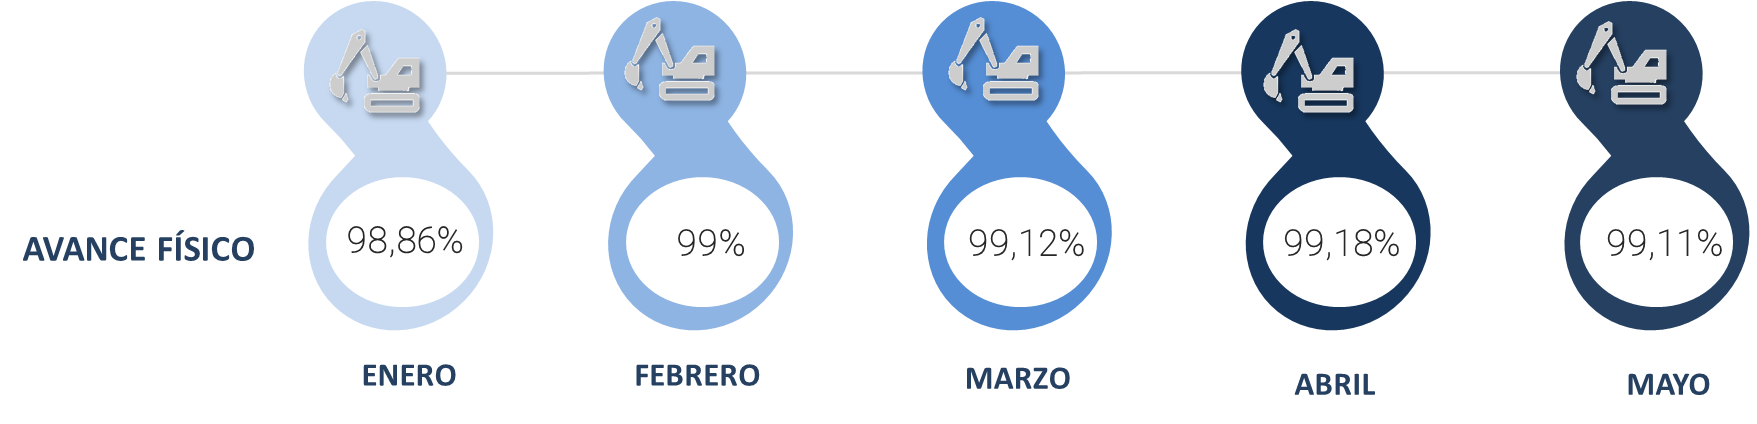 AVANCE FÍSICO
98,86%
99%
99,12%
99,18%
99,11%
ENERO
FEBRERO
MARZO
ABRIL
MAYO